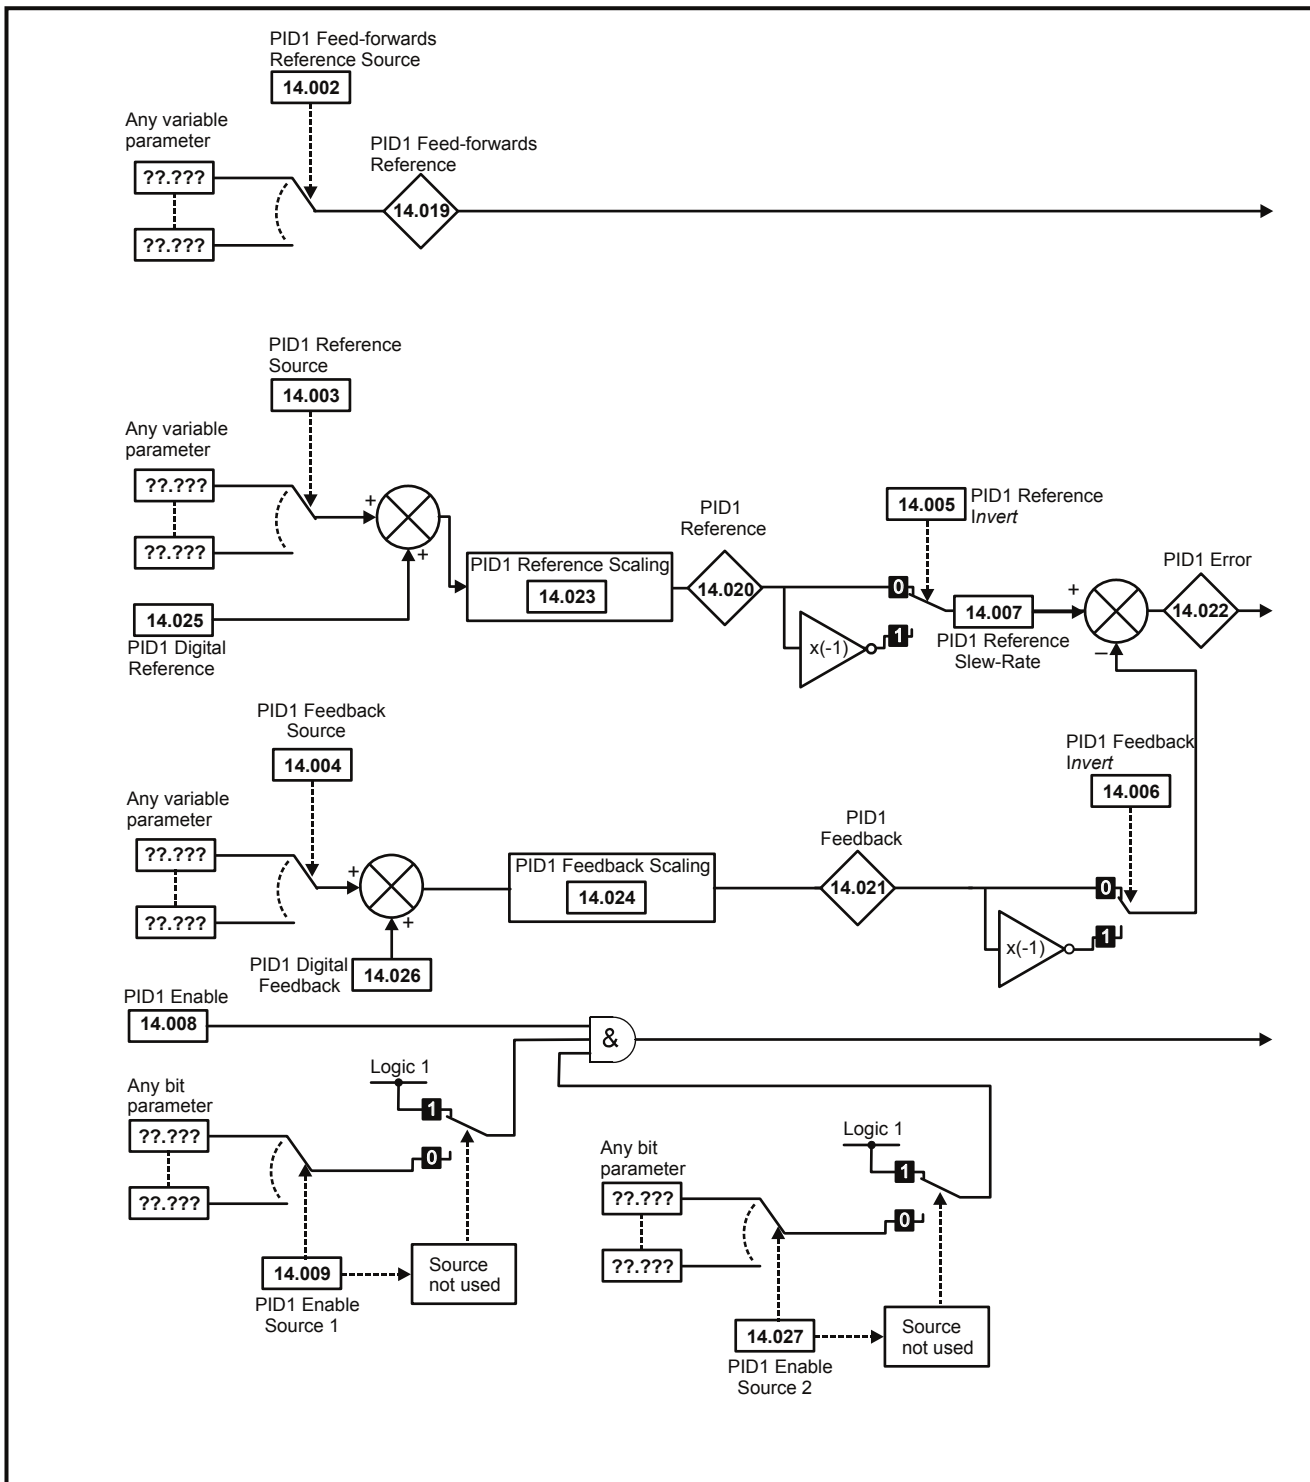 PID1 Feed-forwards
Reference Source
14.002
Any variable
parameter
??.???
??.???
PID1 Feed-forwards
Reference
14.019
PID1 Reference
Source
14.003
Any variable
parameter
??.???
??.???
+
+
14.025
PID1 Digital
Reference
PID1 Reference Scaling
14.023
PID1
Reference
14.020
14.005
PID1 Reference
Invert
0
1
x(-1)
14.007
PID1 Reference
Slew-Rate
+
–
PID1 Error
14.022
PID1 Feedback
Source
14.004
Any variable
parameter
??.???
??.???
+
+
PID1 Digital
Feedback
14.026
PID1 Feedback Scaling
14.024
PID1
Feedback
14.021
PID1 Feedback
Invert
14.006
0
1
x(-1)
PID1 Enable
14.008
&
Any bit
parameter
??.???
??.???
Logic 1
1
0
14.009
PID1 Enable
Source 1
Source
not used
Any bit
parameter
??.???
??.???
Logic 1
1
0
14.027
PID1 Enable
Source 2
Source
not used